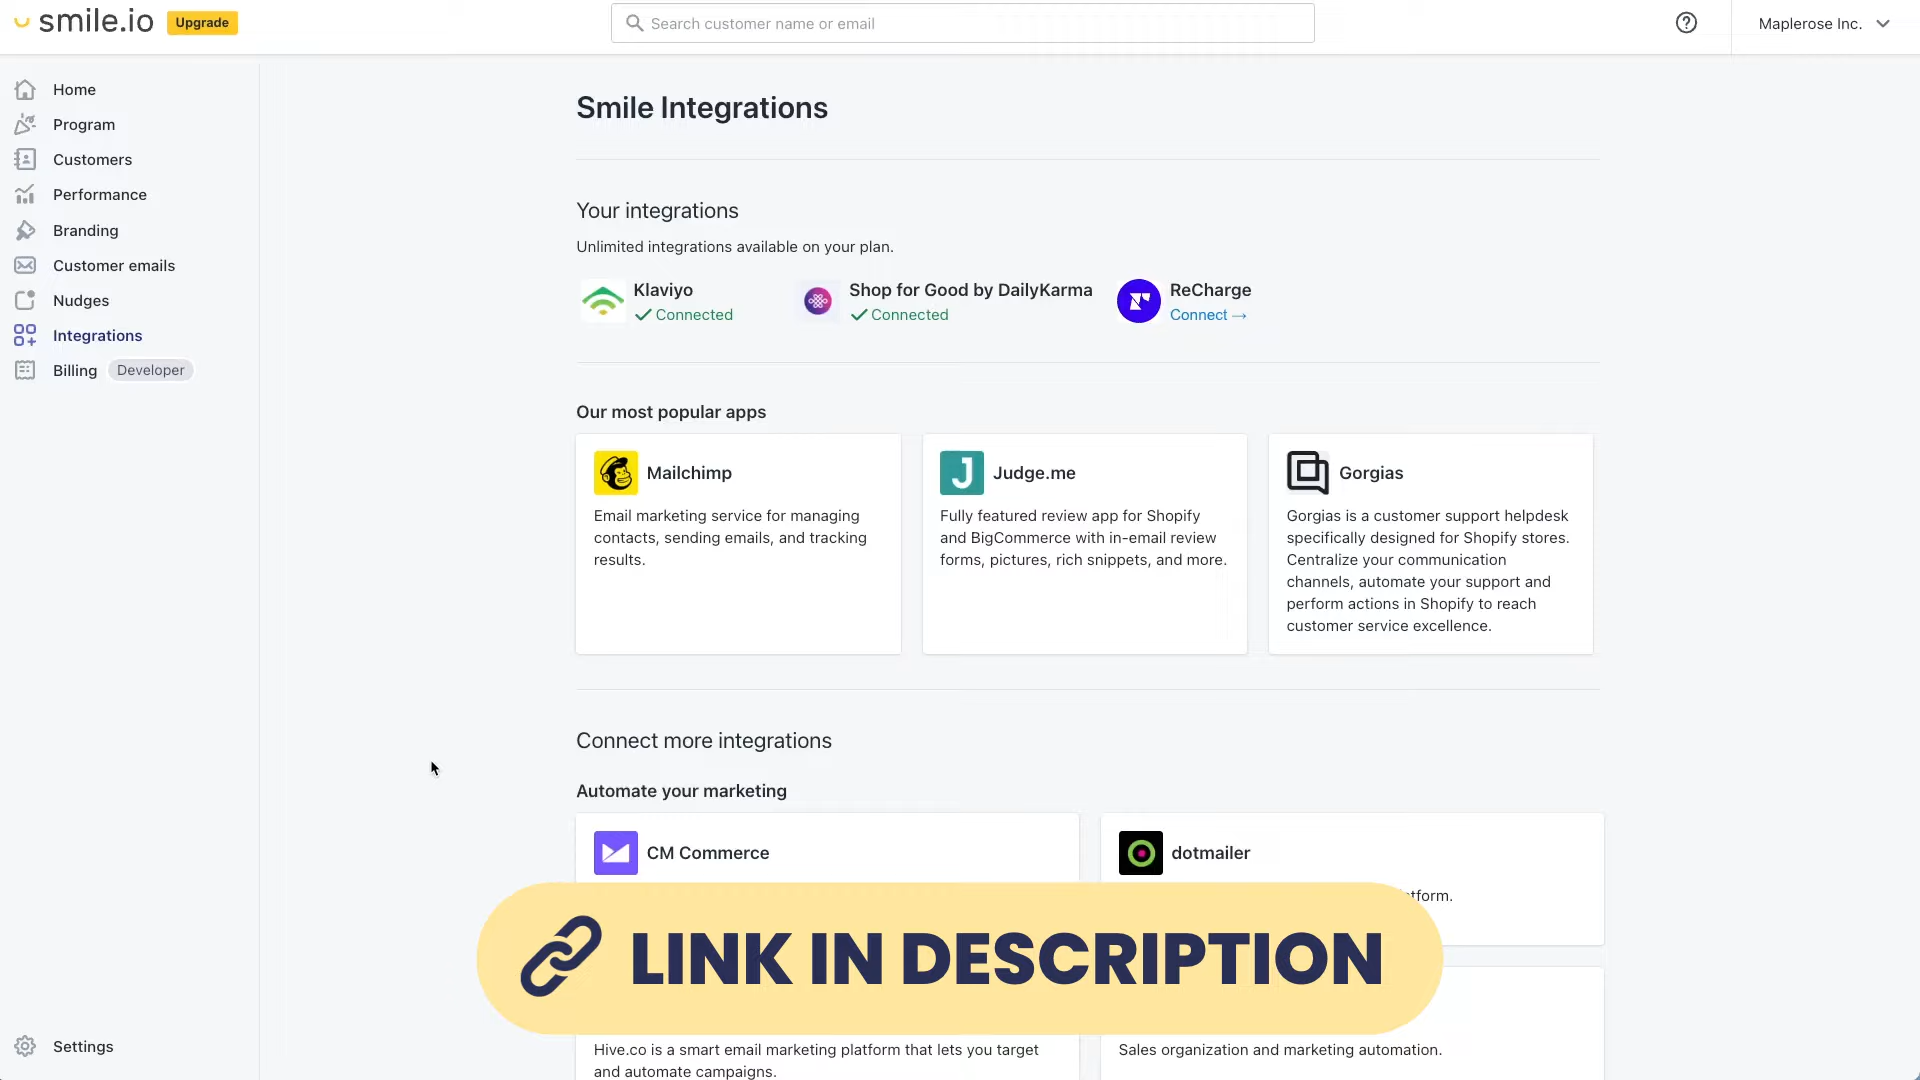 smile.io
Upgrade
Search customer name or email
Maplerose Inc.
Home
Program
Customers
Performance
Branding
Customer emails
Nudges
Integrations
Billing
Developer
Settings
Smile Integrations
Your integrations
Unlimited integrations available on your plan.
Klaviyo
Connected
Shop for Good by DailyKarma
Connected
ReCharge
Connect →
Our most popular apps
Mailchimp
Email marketing service for managing
contacts, sending emails, and tracking
results.
Judge.me
Fully featured review app for Shopify
and BigCommerce with in-email review
forms, pictures, rich snippets, and more.
Gorgias
Gorgias is a customer support helpdesk
specifically designed for Shopify stores.
Centralize your communication
channels, automate your support and
perform actions in Shopify to reach
customer service excellence.
Connect more integrations
Automate your marketing
CM Commerce
dotmailer
LINK IN DESCRIPTION
Hive.co is a smart email marketing platform that lets you target
and automate campaigns.
Sales organization and marketing automation.